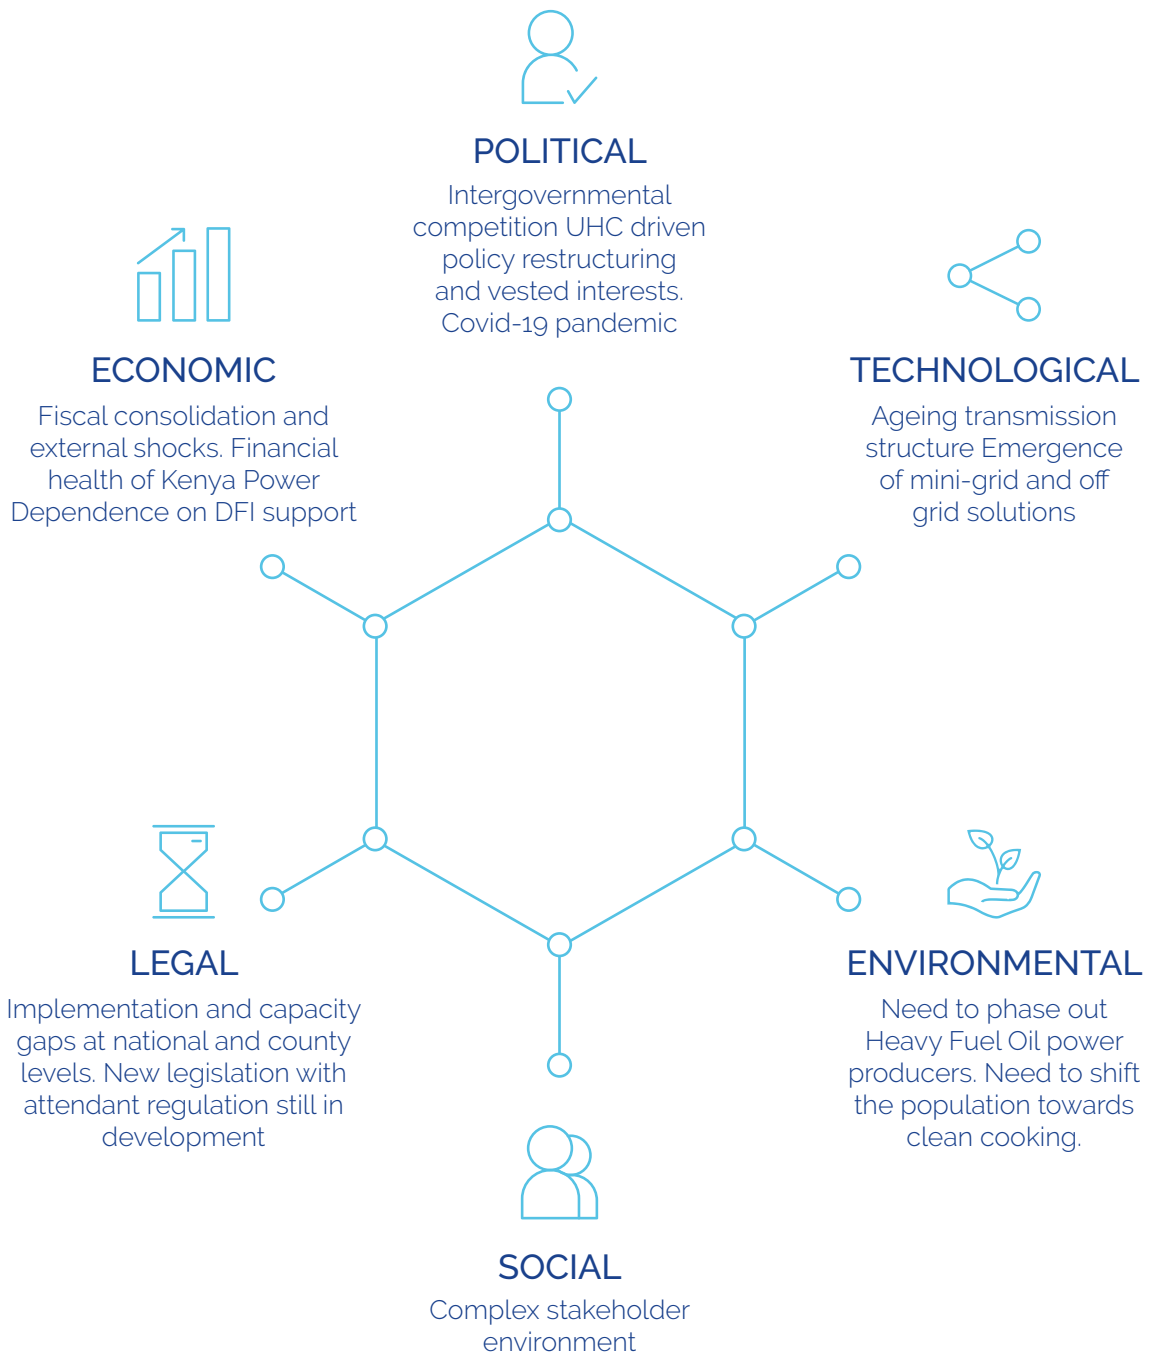 POLITICAL
Intergovernmental
competition UHC driven
policy restructuring
and vested interests.
Covid-19 pandemic
ECONOMIC
Fiscal consolidation and
external shocks. Financial
health of Kenya Power
Dependence on DFI support
TECHNOLOGICAL
Ageing transmission
structure Emergence
of mini-grid and off
grid solutions
LEGAL
Implementation and capacity
gaps at national and county
levels. New legislation with
attendant regulation still in
development
ENVIRONMENTAL
Need to phase out
Heavy Fuel Oil power
producers. Need to shift
the population towards
clean cooking.
SOCIAL
Complex stakeholder
environment